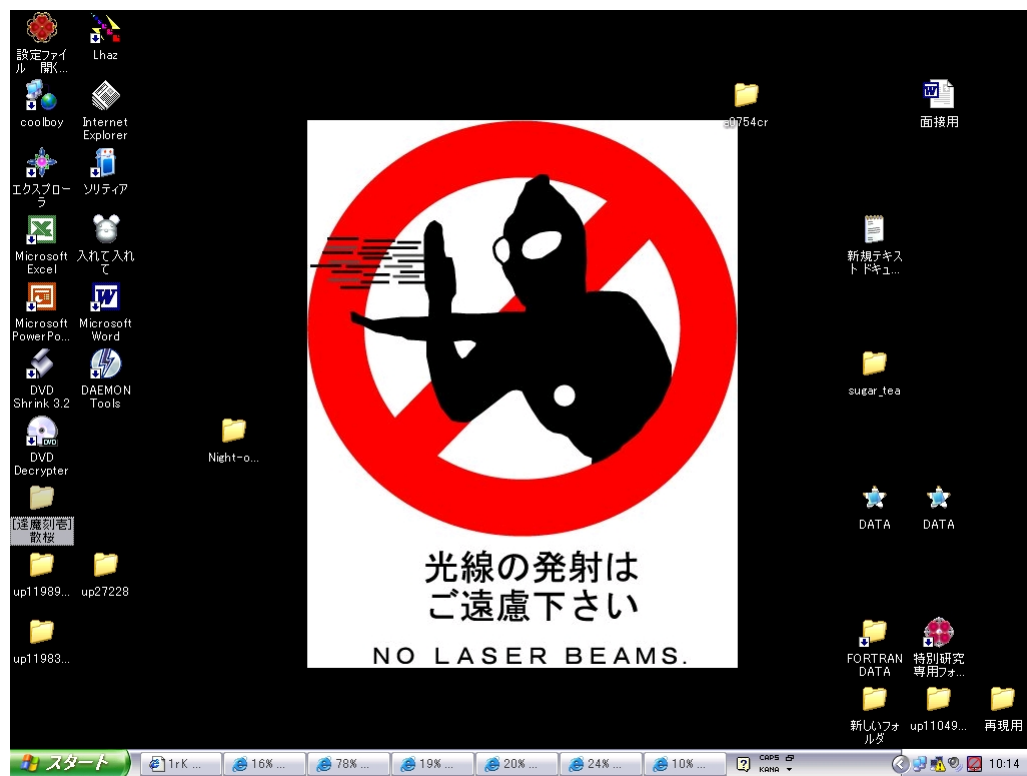 設定ファイ
ル 開く...
Lhaz
coolboy
Internet
Explorer
エクスプロー
ラ
ソリティア
Microsoft
Excel
入れて入れ
て
Microsoft
PowerPo...
Microsoft
Word
DVD
Shrink 3.2
DAEMON
Tools
DVD
Decrypter
[逢魔刻壱]
散桜
up11989...
up27228
up11983...
Night-o...
a0754cr
面接用
新規テキス
ト ドキュ...
sugar_tea
DATA
DATA
FORTRAN
DATA
特別研究
専用フォ...
新しいフォ
ルダ
up11049...
再現用
光線の発射は
ご遠慮下さい
NO LASER BEAMS.
スタート
1rK ...
16% ...
78% ...
19% ...
20% ...
24% ...
10% ...
CAPS
KANA
10:14